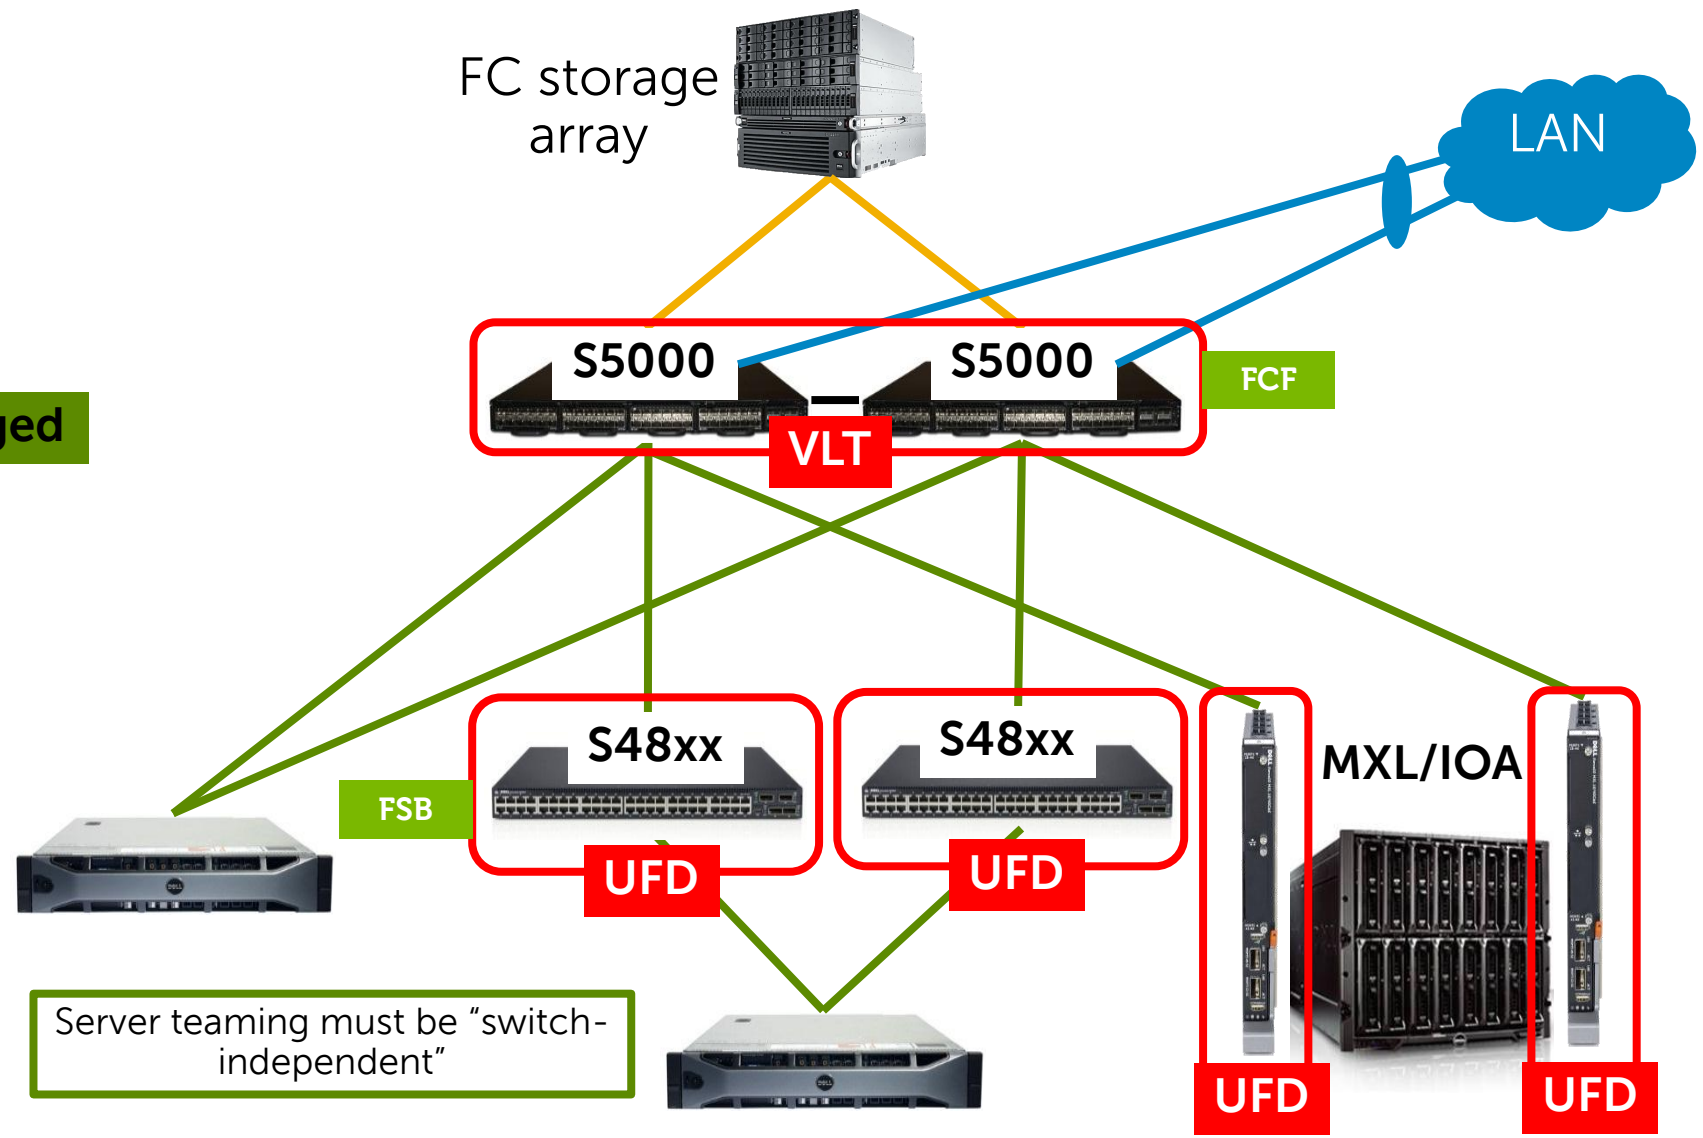 FC storage
array
LAN
S5000
S5000
FCF
ged
VLT
S48xx
S48xx
MXL/IOA
FSB
UFD
UFD
Server teaming must be “switch-
independent”
UFD
UFD